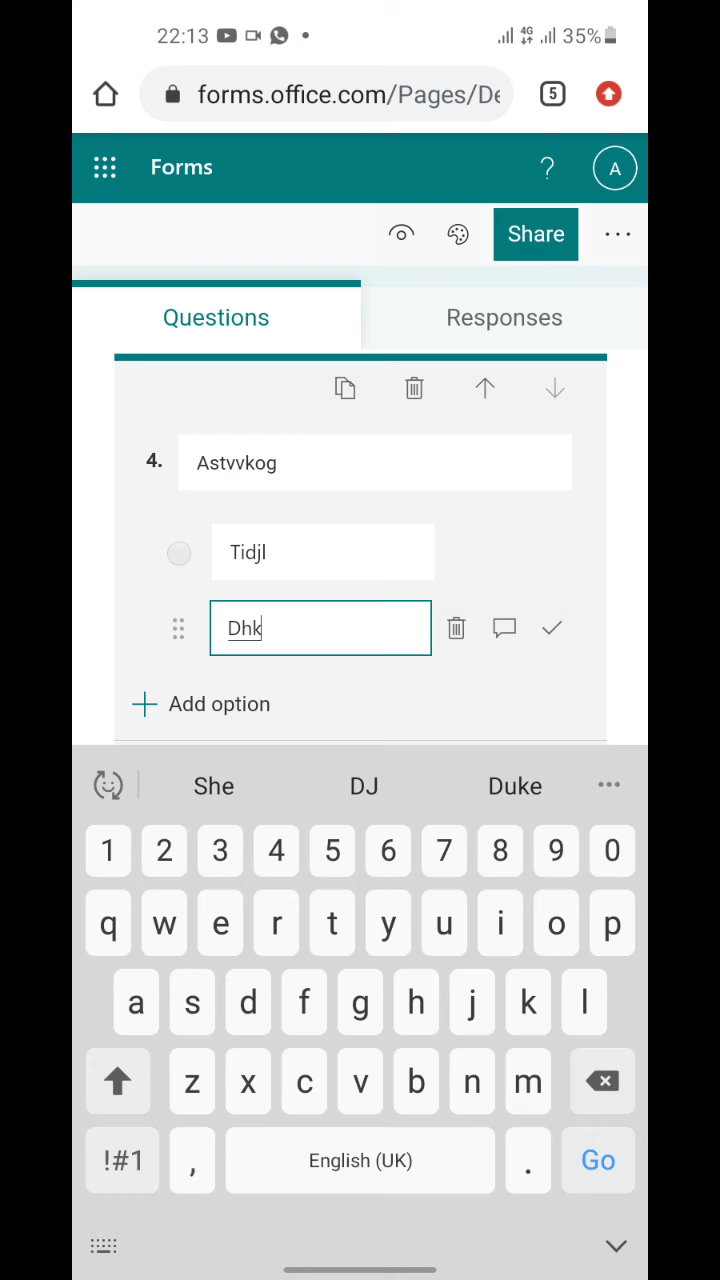 22:13 4G 35%
forms.office.com/Pages/De 5
Forms ? A
Share
Questions Responses
4. Astvvkog
Tidjl
Dhk
Add option
She DJ Duke
1 2 3 4 5 6 7 8 9 0
q w e r t y u i o p
a s d f g h j k l
z x c v b n m
!#1 , English (UK) . Go